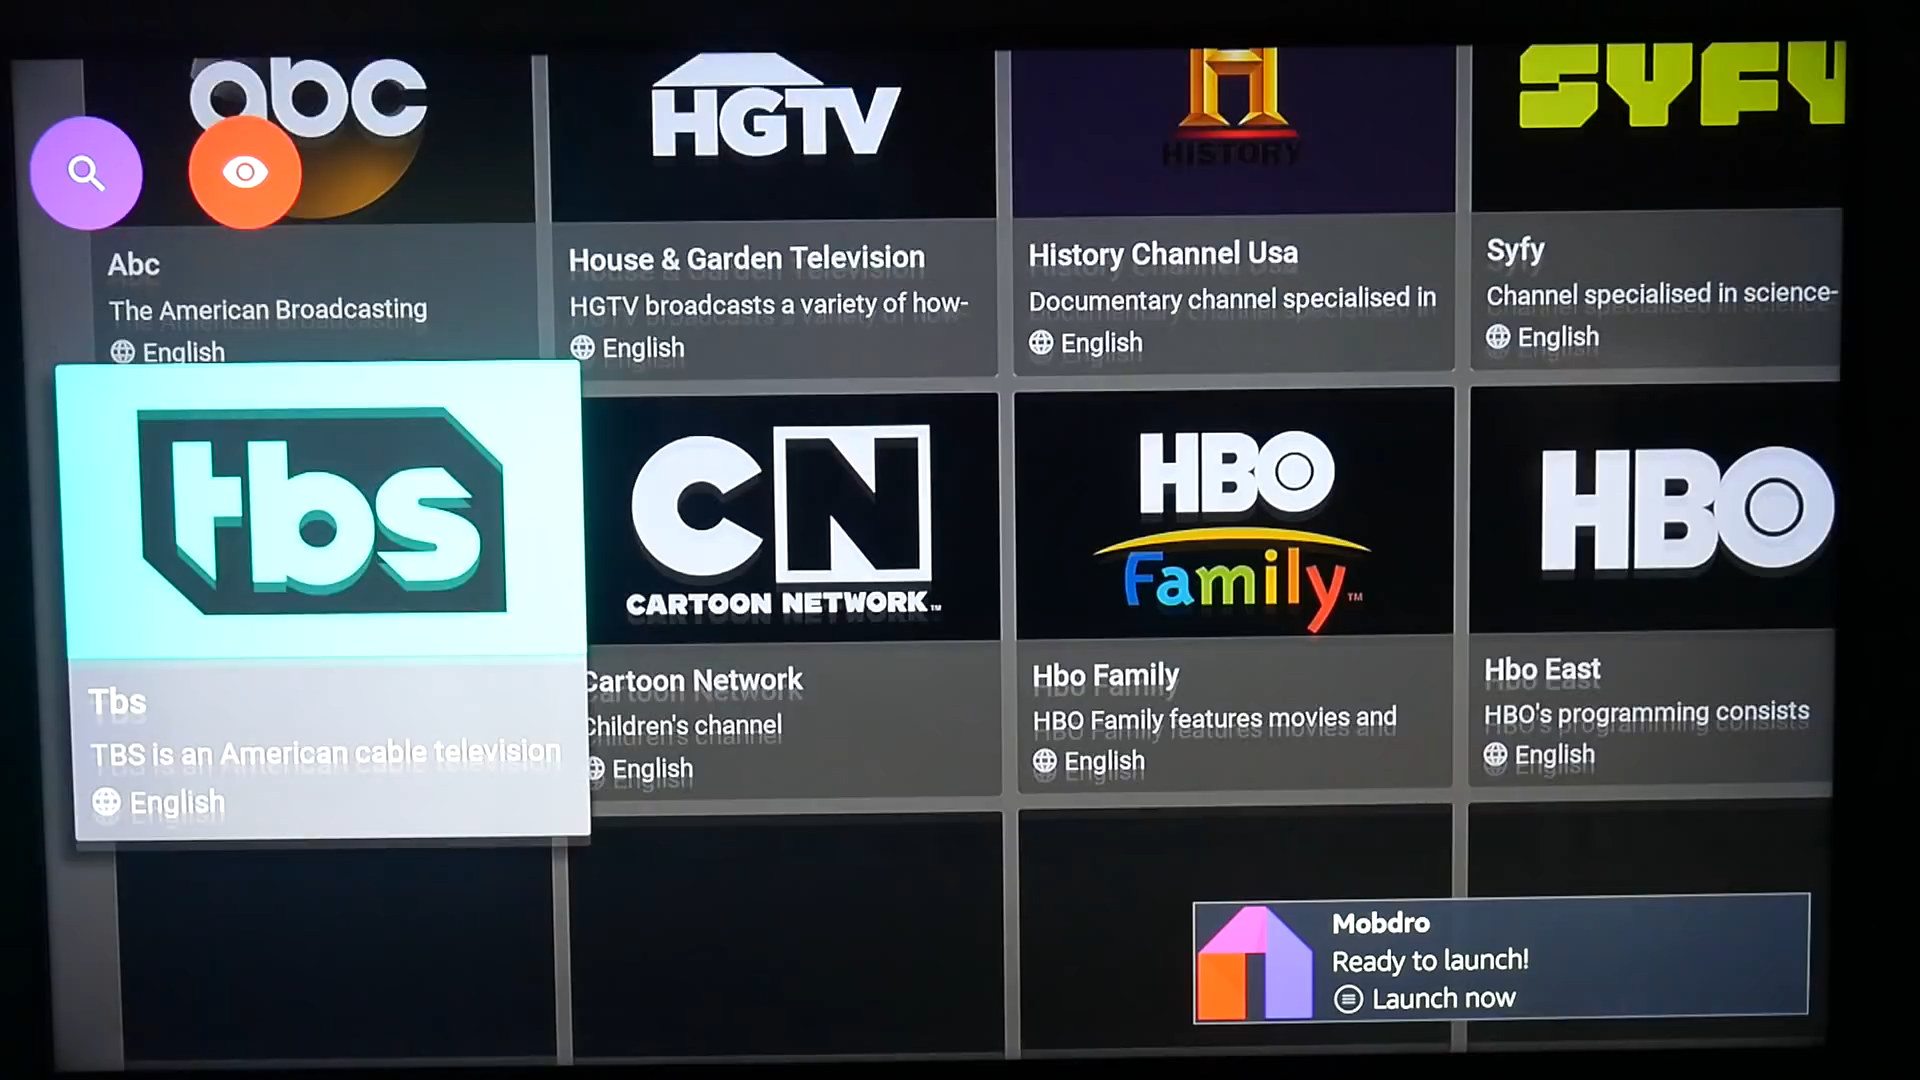 abc
HGTV
H
HISTORY
SYFY
Abc
The American Broadcasting
English
House & Garden Television
HGTV broadcasts a variety of how-
English
History Channel Usa
Documentary channel specialised in
English
Syfy
Channel specialised in science-
English
tbs
CN
CARTOON NETWORK™
HBO
Family™
HBO
Tbs
TBS is an American cable television
English
Cartoon Network
Children's channel
English
Hbo Family
HBO Family features movies and
English
Hbo East
HBO's programming consists
English
Mobdro
Ready to launch!
Launch now